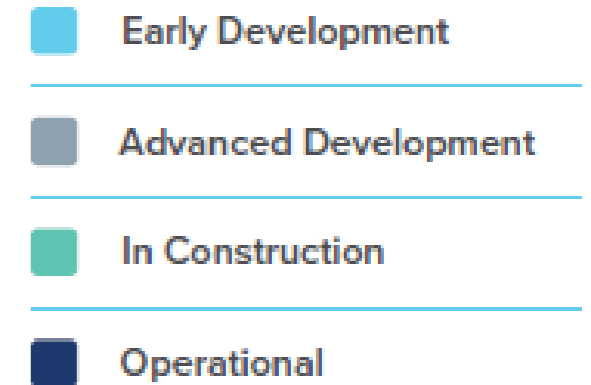 Early Development
Advanced Development
In Construction
Operational